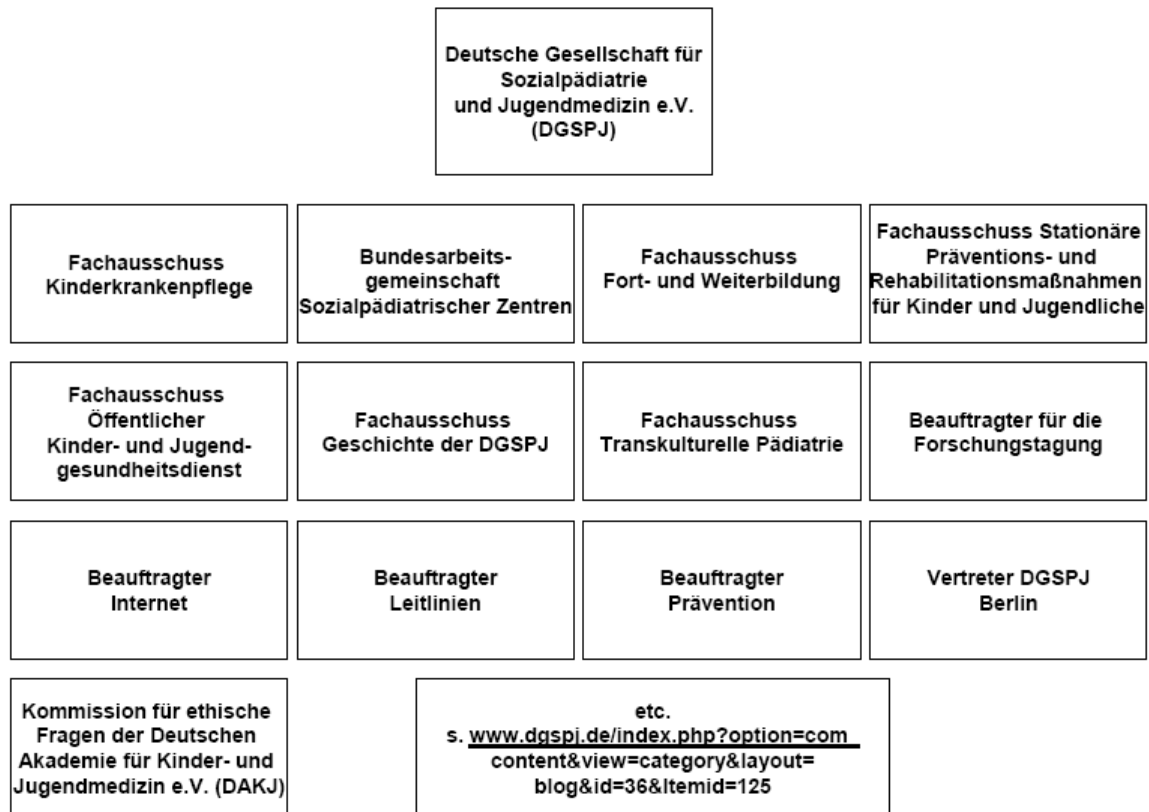 Deutsche Gesellschaft für
Sozialpädiatrie
und Jugendmedizin e.V.
(DGSPJ)
Fachausschuss
Kinderkrankenpflege
Bundesarbeits-
gemeinschaft
Sozialpädiatrischer Zentren
Fachausschuss
Fort- und Weiterbildung
Fachausschuss Stationäre
Präventions- und
Rehabilitationsmaßnahmen
für Kinder und Jugendliche
Fachausschuss
Öffentlicher
Kinder- und Jugend-
gesundheitsdienst
Fachausschuss
Geschichte der DGSPJ
Fachausschuss
Transkulturelle Pädiatrie
Beauftragter für die
Forschungstagung
Beauftragter
Internet
Beauftragter
Leitlinien
Beauftragter
Prävention
Vertreter DGSPJ
Berlin
Kommission für ethische
Fragen der Deutschen
Akademie für Kinder- und
Jugendmedizin e.V. (DAKJ)
etc.
s. www.dgspj.de/index.php?option=com_
content&view=category&layout=
blog&id=36&Itemid=125